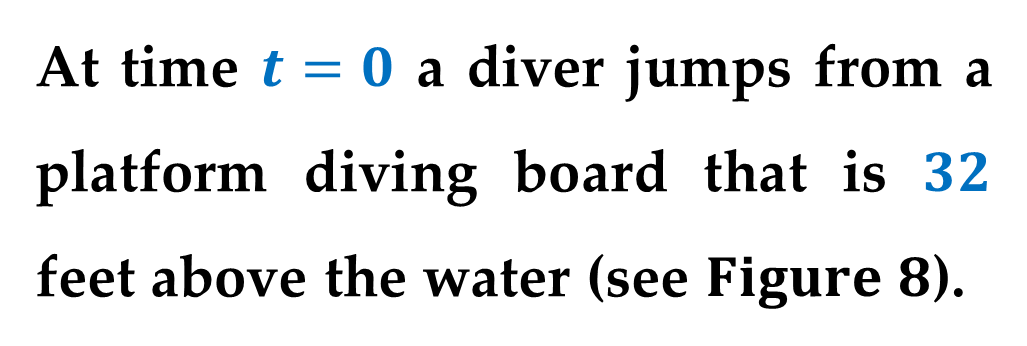 At time t = 0 a diver jumps from a
platform diving board that is 32
feet above the water (see Figure 8).